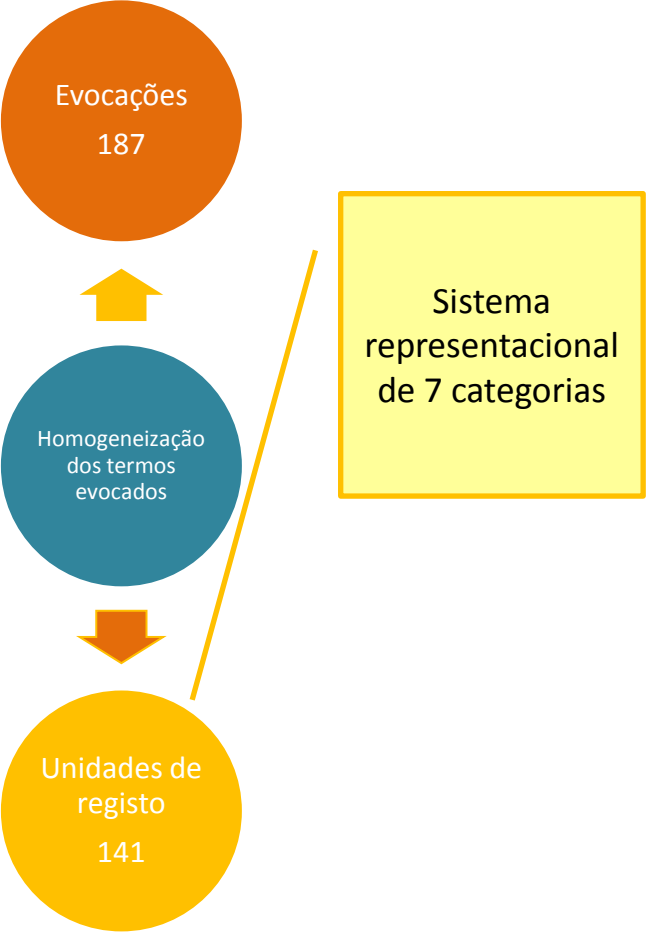 Evocações
187
Homogeneização
dos termos
evocados
Unidades de
registo
141
Sistema
representacional
de 7 categorias